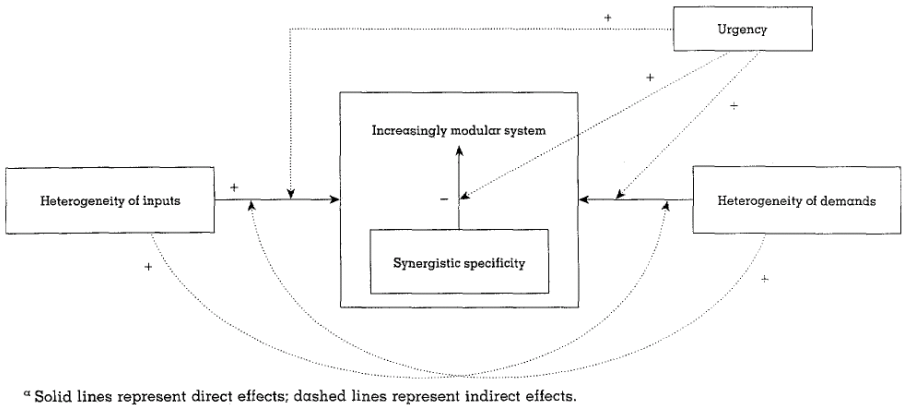 +
Urgency
+
+
Increasingly modular system
Heterogeneity of inputs
+
−
Heterogeneity of demands
Synergistic specificity
+
+
α Solid lines represent direct effects; dashed lines represent indirect effects.